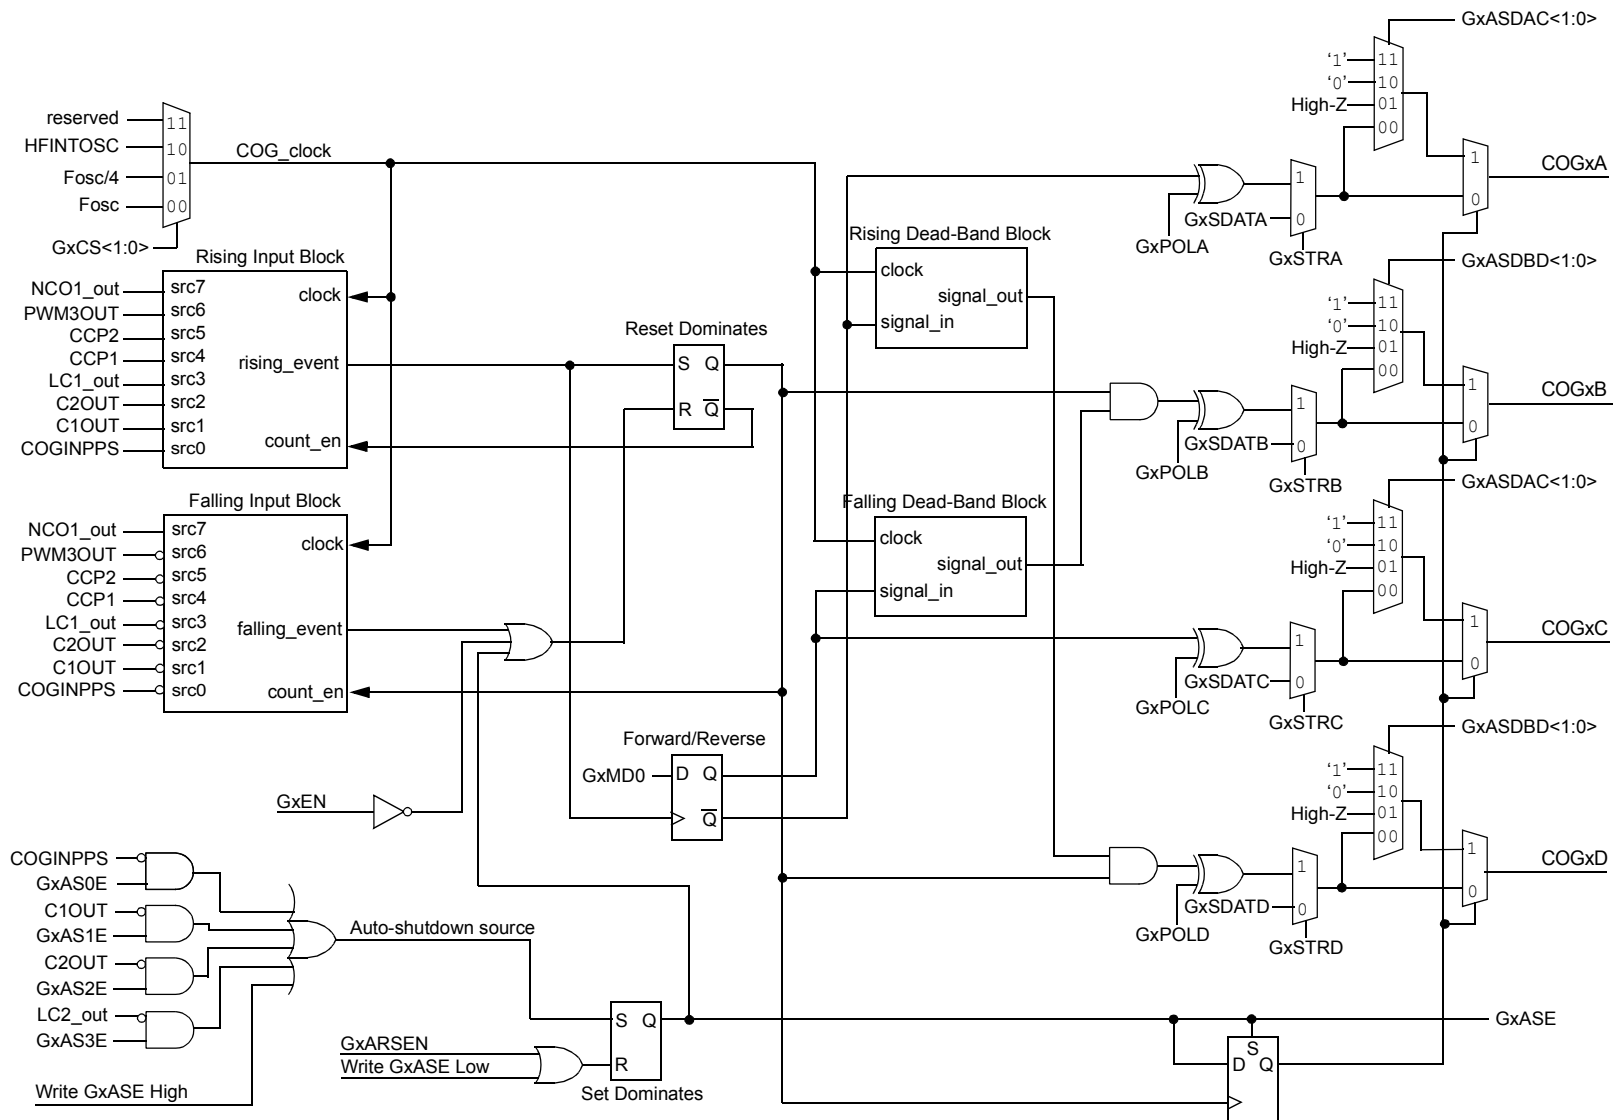 GxASDAC<1:0>
'1' 11
'0' 10
High-Z 01
00
reserved 11
HFINTOSC 10
Fosc/4 01
Fosc 00
GxCS<1:0>
COG_clock
1
0
COGxA
1
GxSDATA 0
GxPOLA
GxSTRA
Rising Input Block
NCO1_out src7
PWM3OUT src6
CCP2 src5
CCP1 src4
LC1_out src3
C2OUT src2
C1OUT src1
COGINPPS src0
clock
rising_event
count_en
Reset Dominates
S Q
R Q
Rising Dead-Band Block
clock
signal_out
signal_in
GxASDBD<1:0>
'1' 11
'0' 10
High-Z 01
00
1
0
COGxB
1
GxSDATB 0
GxPOLB
GxSTRB
Falling Input Block
NCO1_out src7
PWM3OUT src6
CCP2 src5
CCP1 src4
LC1_out src3
C2OUT src2
C1OUT src1
COGINPPS src0
clock
falling_event
count_en
Falling Dead-Band Block
clock
signal_out
signal_in
GxASDAC<1:0>
'1' 11
'0' 10
High-Z 01
00
1
0
COGxC
1
GxSDATC 0
GxPOLC
GxSTRC
Forward/Reverse
GxMD0 D Q
Q
GxEN
GxASDBD<1:0>
'1' 11
'0' 10
High-Z 01
00
1
0
COGxD
1
GxSDATD 0
GxPOLD
GxSTRD
COGINPPS
GxAS0E
C1OUT
GxAS1E
C2OUT
GxAS2E
LC2_out
GxAS3E
Write GxASE High
Auto-shutdown source
GxARSEN
Write GxASE Low
S Q
R
Set Dominates
GxASE
S
D Q